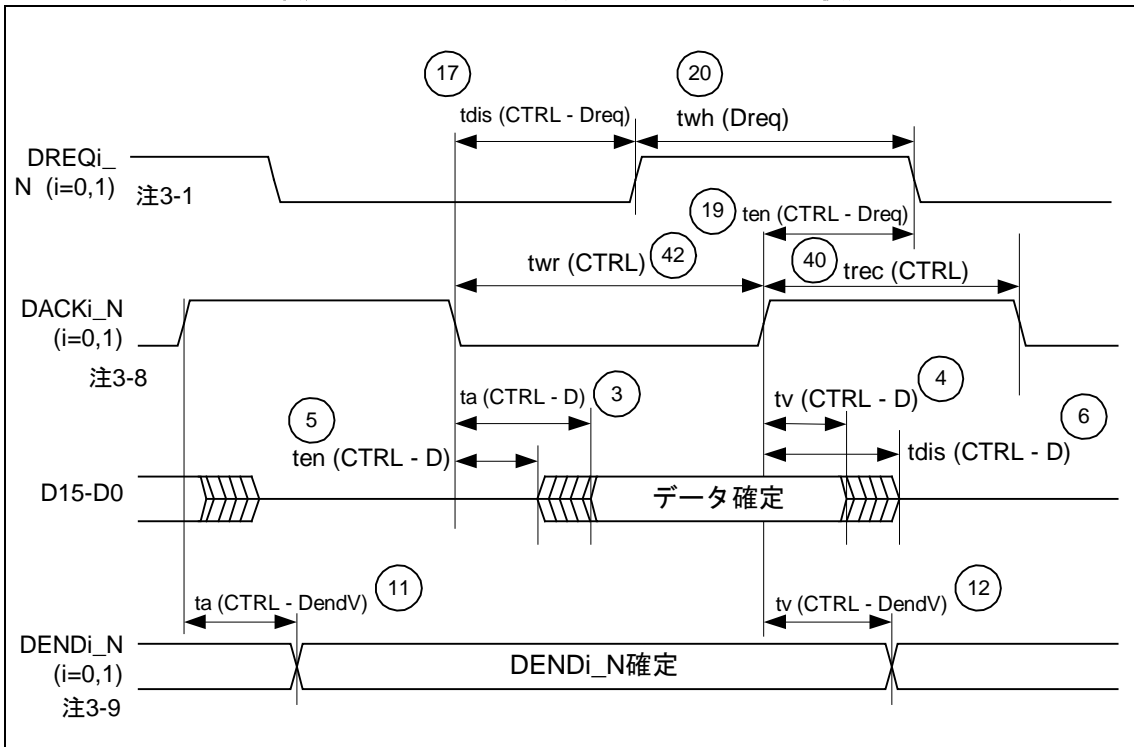 17
20
tdis (CTRL - Dreq)
twh (Dreq)
DREQi_
N (i=0,1)
注3-1
19
ten (CTRL - Dreq)
twr (CTRL)
42
40
trec (CTRL)
DACKi_N
(i=0,1)
注3-8
ta (CTRL - D)
3
tv (CTRL - D)
4
5
ten (CTRL - D)
6
tdis (CTRL - D)
D15-D0
データ確定
11
ta (CTRL - DendV)
12
tv (CTRL - DendV)
DENDi_N
(i=0,1)
DENDi_N確定
注3-9